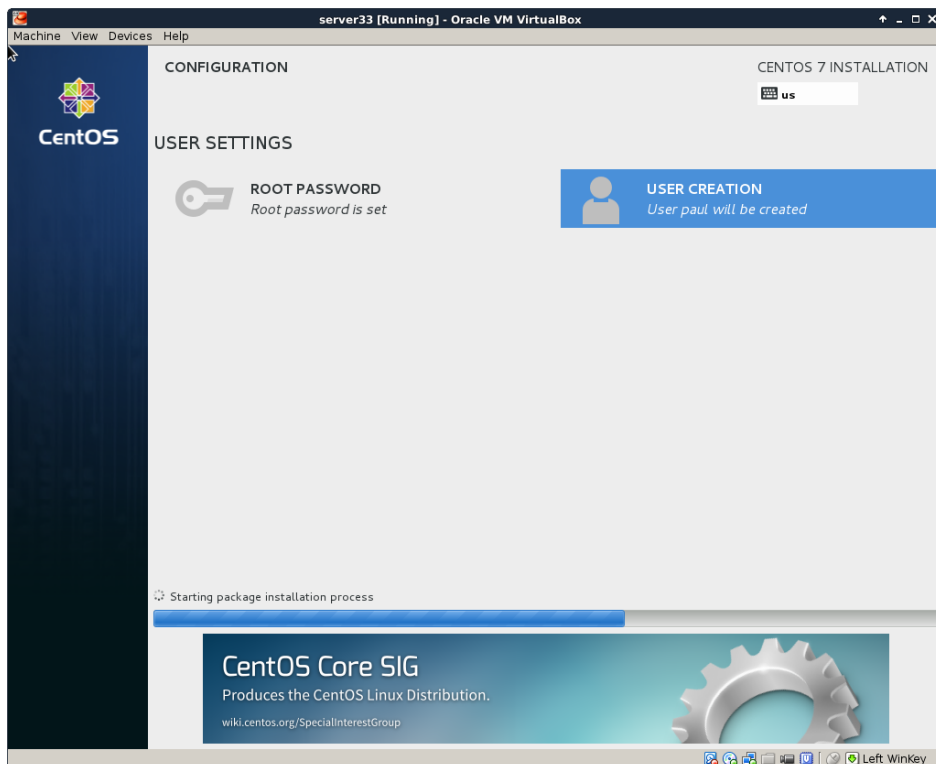 server33 [Running] - Oracle VM VirtualBox
Machine View Devices Help
CentOS
CONFIGURATION
CENTOS 7 INSTALLATION
us
USER SETTINGS
ROOT PASSWORD
Root password is set
USER CREATION
User paul will be created
Starting package installation process
CentOS Core SIG
Produces the CentOS Linux Distribution.
wiki.centos.org/SpecialInterestGroup
Left WinKey